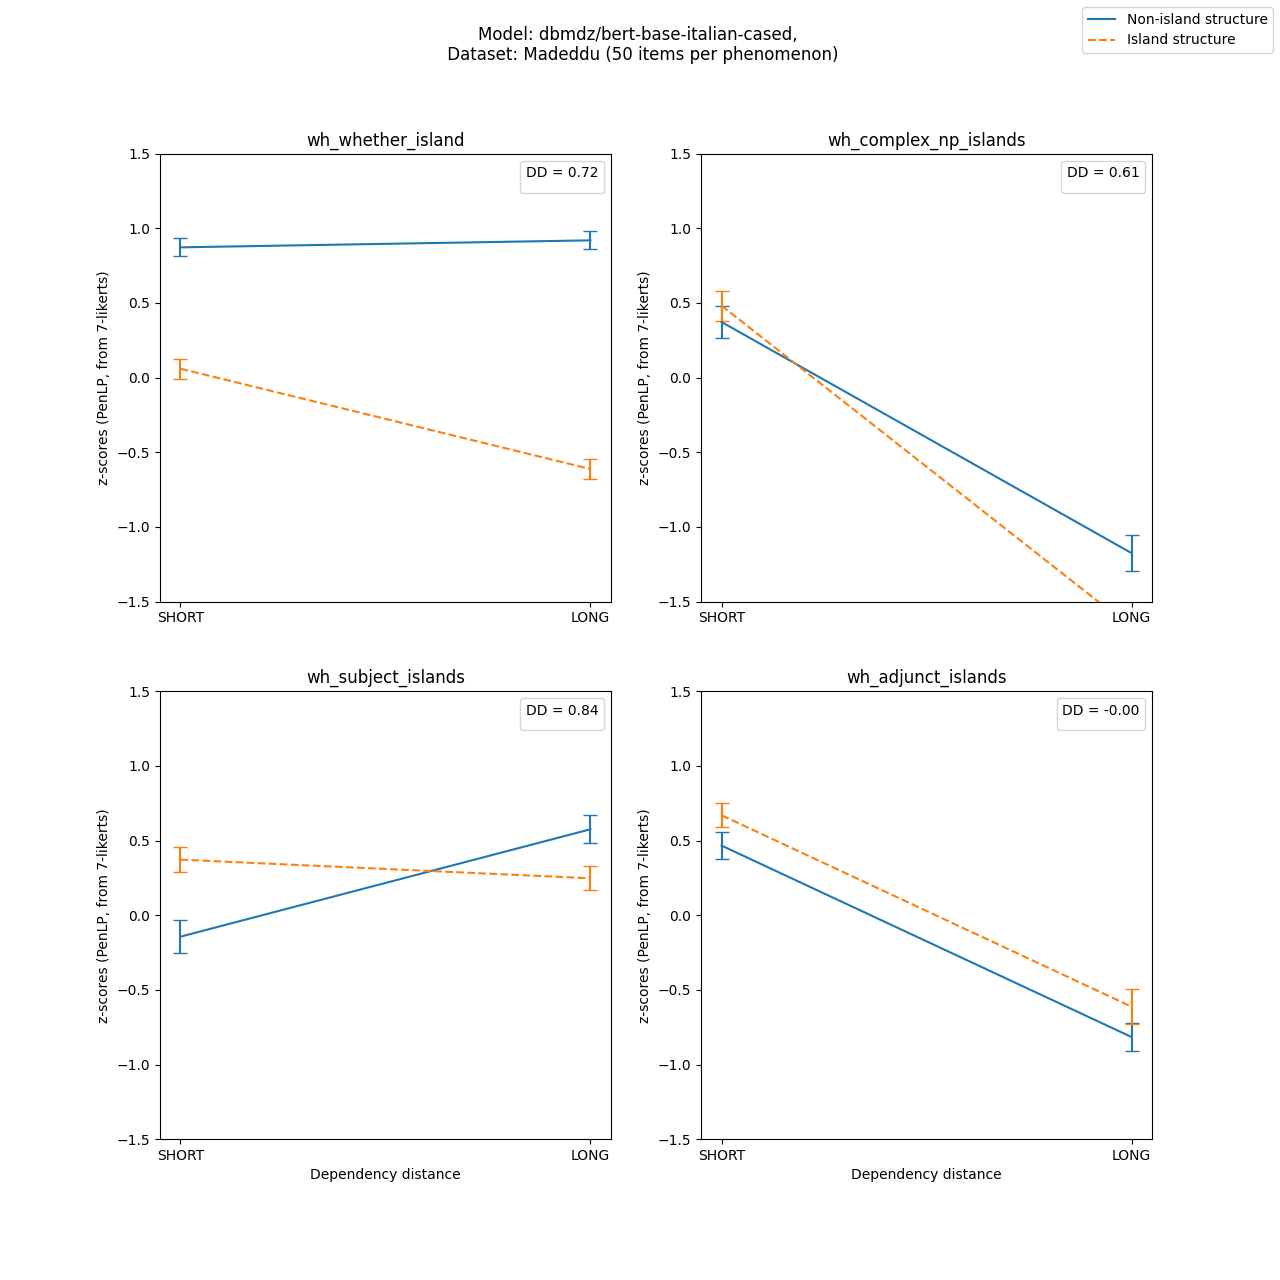 Model: dbmdz/bert-base-italian-cased,
Dataset: Madeddu (50 items per phenomenon)
Non-island structure
Island structure
wh_whether_island
DD = 0.72
z-scores (PenLP, from 7-likerts)
1.5
1.0
0.5
0.0
−0.5
−1.0
−1.5
SHORT
LONG
wh_complex_np_islands
DD = 0.61
z-scores (PenLP, from 7-likerts)
1.5
1.0
0.5
0.0
−0.5
−1.0
−1.5
SHORT
LONG
wh_subject_islands
DD = 0.84
z-scores (PenLP, from 7-likerts)
1.5
1.0
0.5
0.0
−0.5
−1.0
−1.5
SHORT
LONG
Dependency distance
wh_adjunct_islands
DD = -0.00
z-scores (PenLP, from 7-likerts)
1.5
1.0
0.5
0.0
−0.5
−1.0
−1.5
SHORT
LONG
Dependency distance